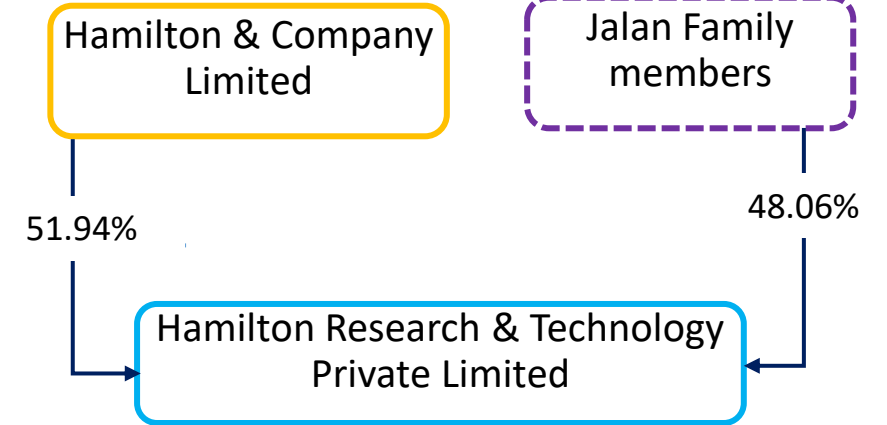 Hamilton & Company
Limited
Jalan Family
members
51.94%
48.06%
Hamilton Research & Technology
Private Limited